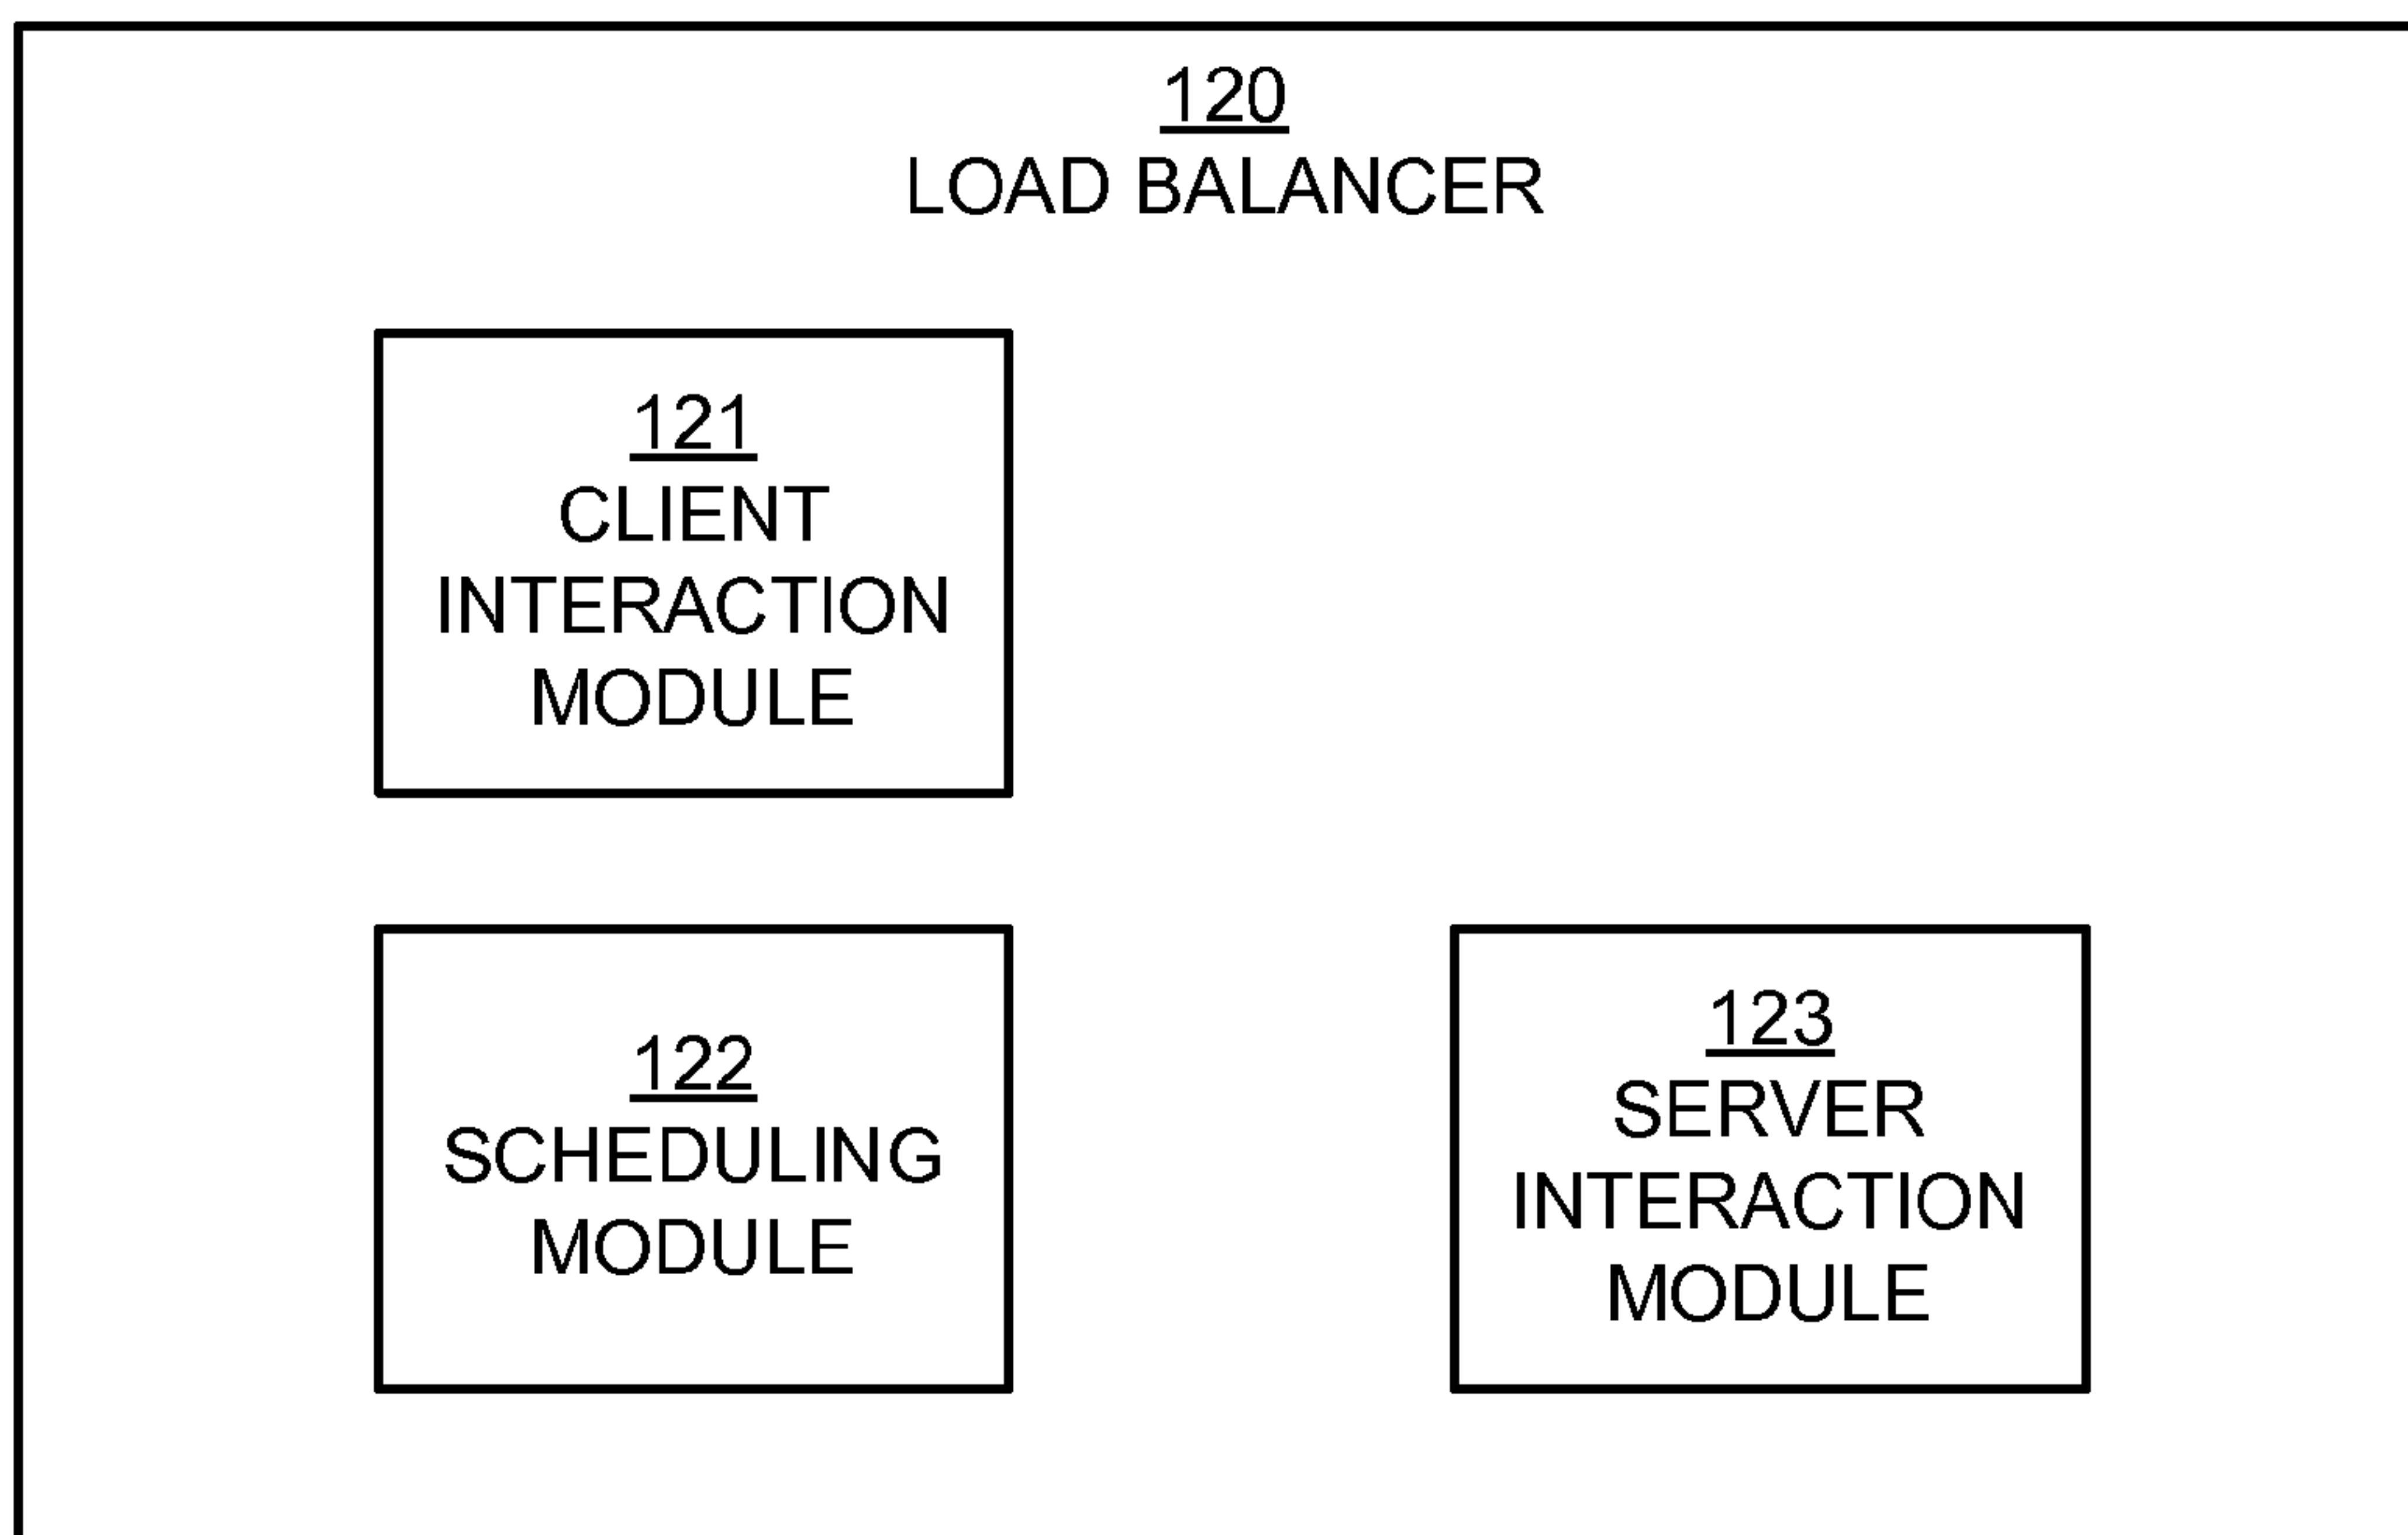 120
LOAD BALANCER
121
CLIENT
INTERACTION
MODULE
122
SCHEDULING
MODULE
123
SERVER
INTERACTION
MODULE